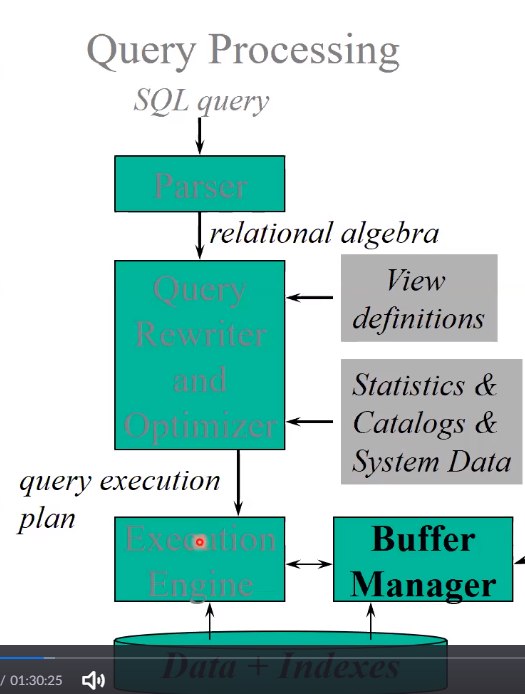 Query Processing
SQL query
Parser
relational algebra
Query
Rewriter
and
Optimizer
View
definitions
Statistics &
Catalogs &
System Data
query execution
plan
Execution
Engine
Buffer
Manager
Data + Indexes
/ 01:30:25